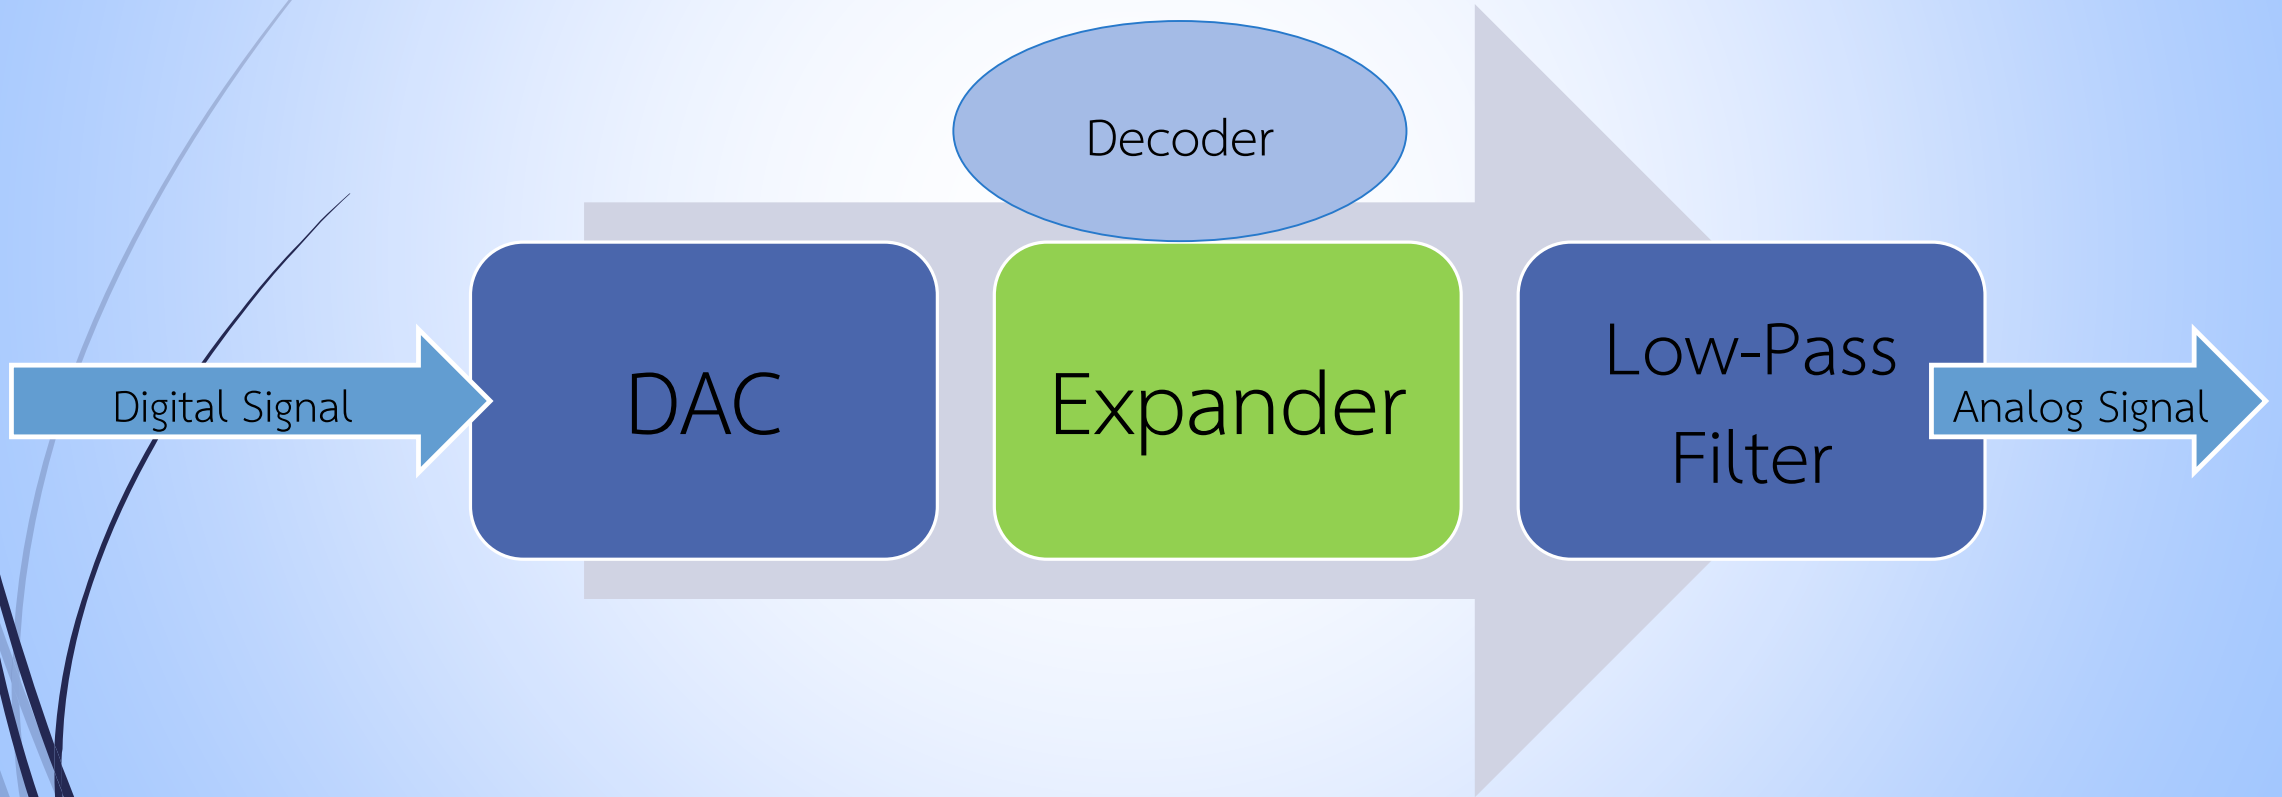 Decoder
Digital Signal
DAC
Expander
Low-Pass
Filter
Analog Signal